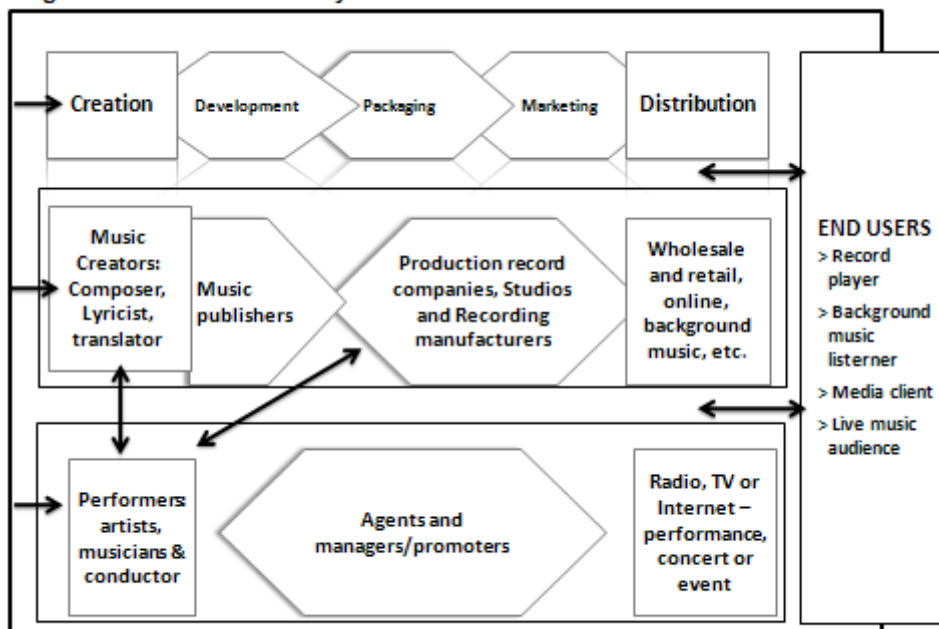 Creation
Development
Packaging
Marketing
Distribution
Music
Creators:
Composer,
Lyricist,
translator
Music
publishers
Production record
companies, Studios
and Recording
manufacturers
Wholesale
and retail,
online,
background
music, etc.
Performers:
artists,
musicians &
conductor
Agents and
managers/promoters
Radio, TV or
Internet –
performance,
concert or
event
END USERS
> Record
player
> Background
music
listerner
> Media client
> Live music
audience